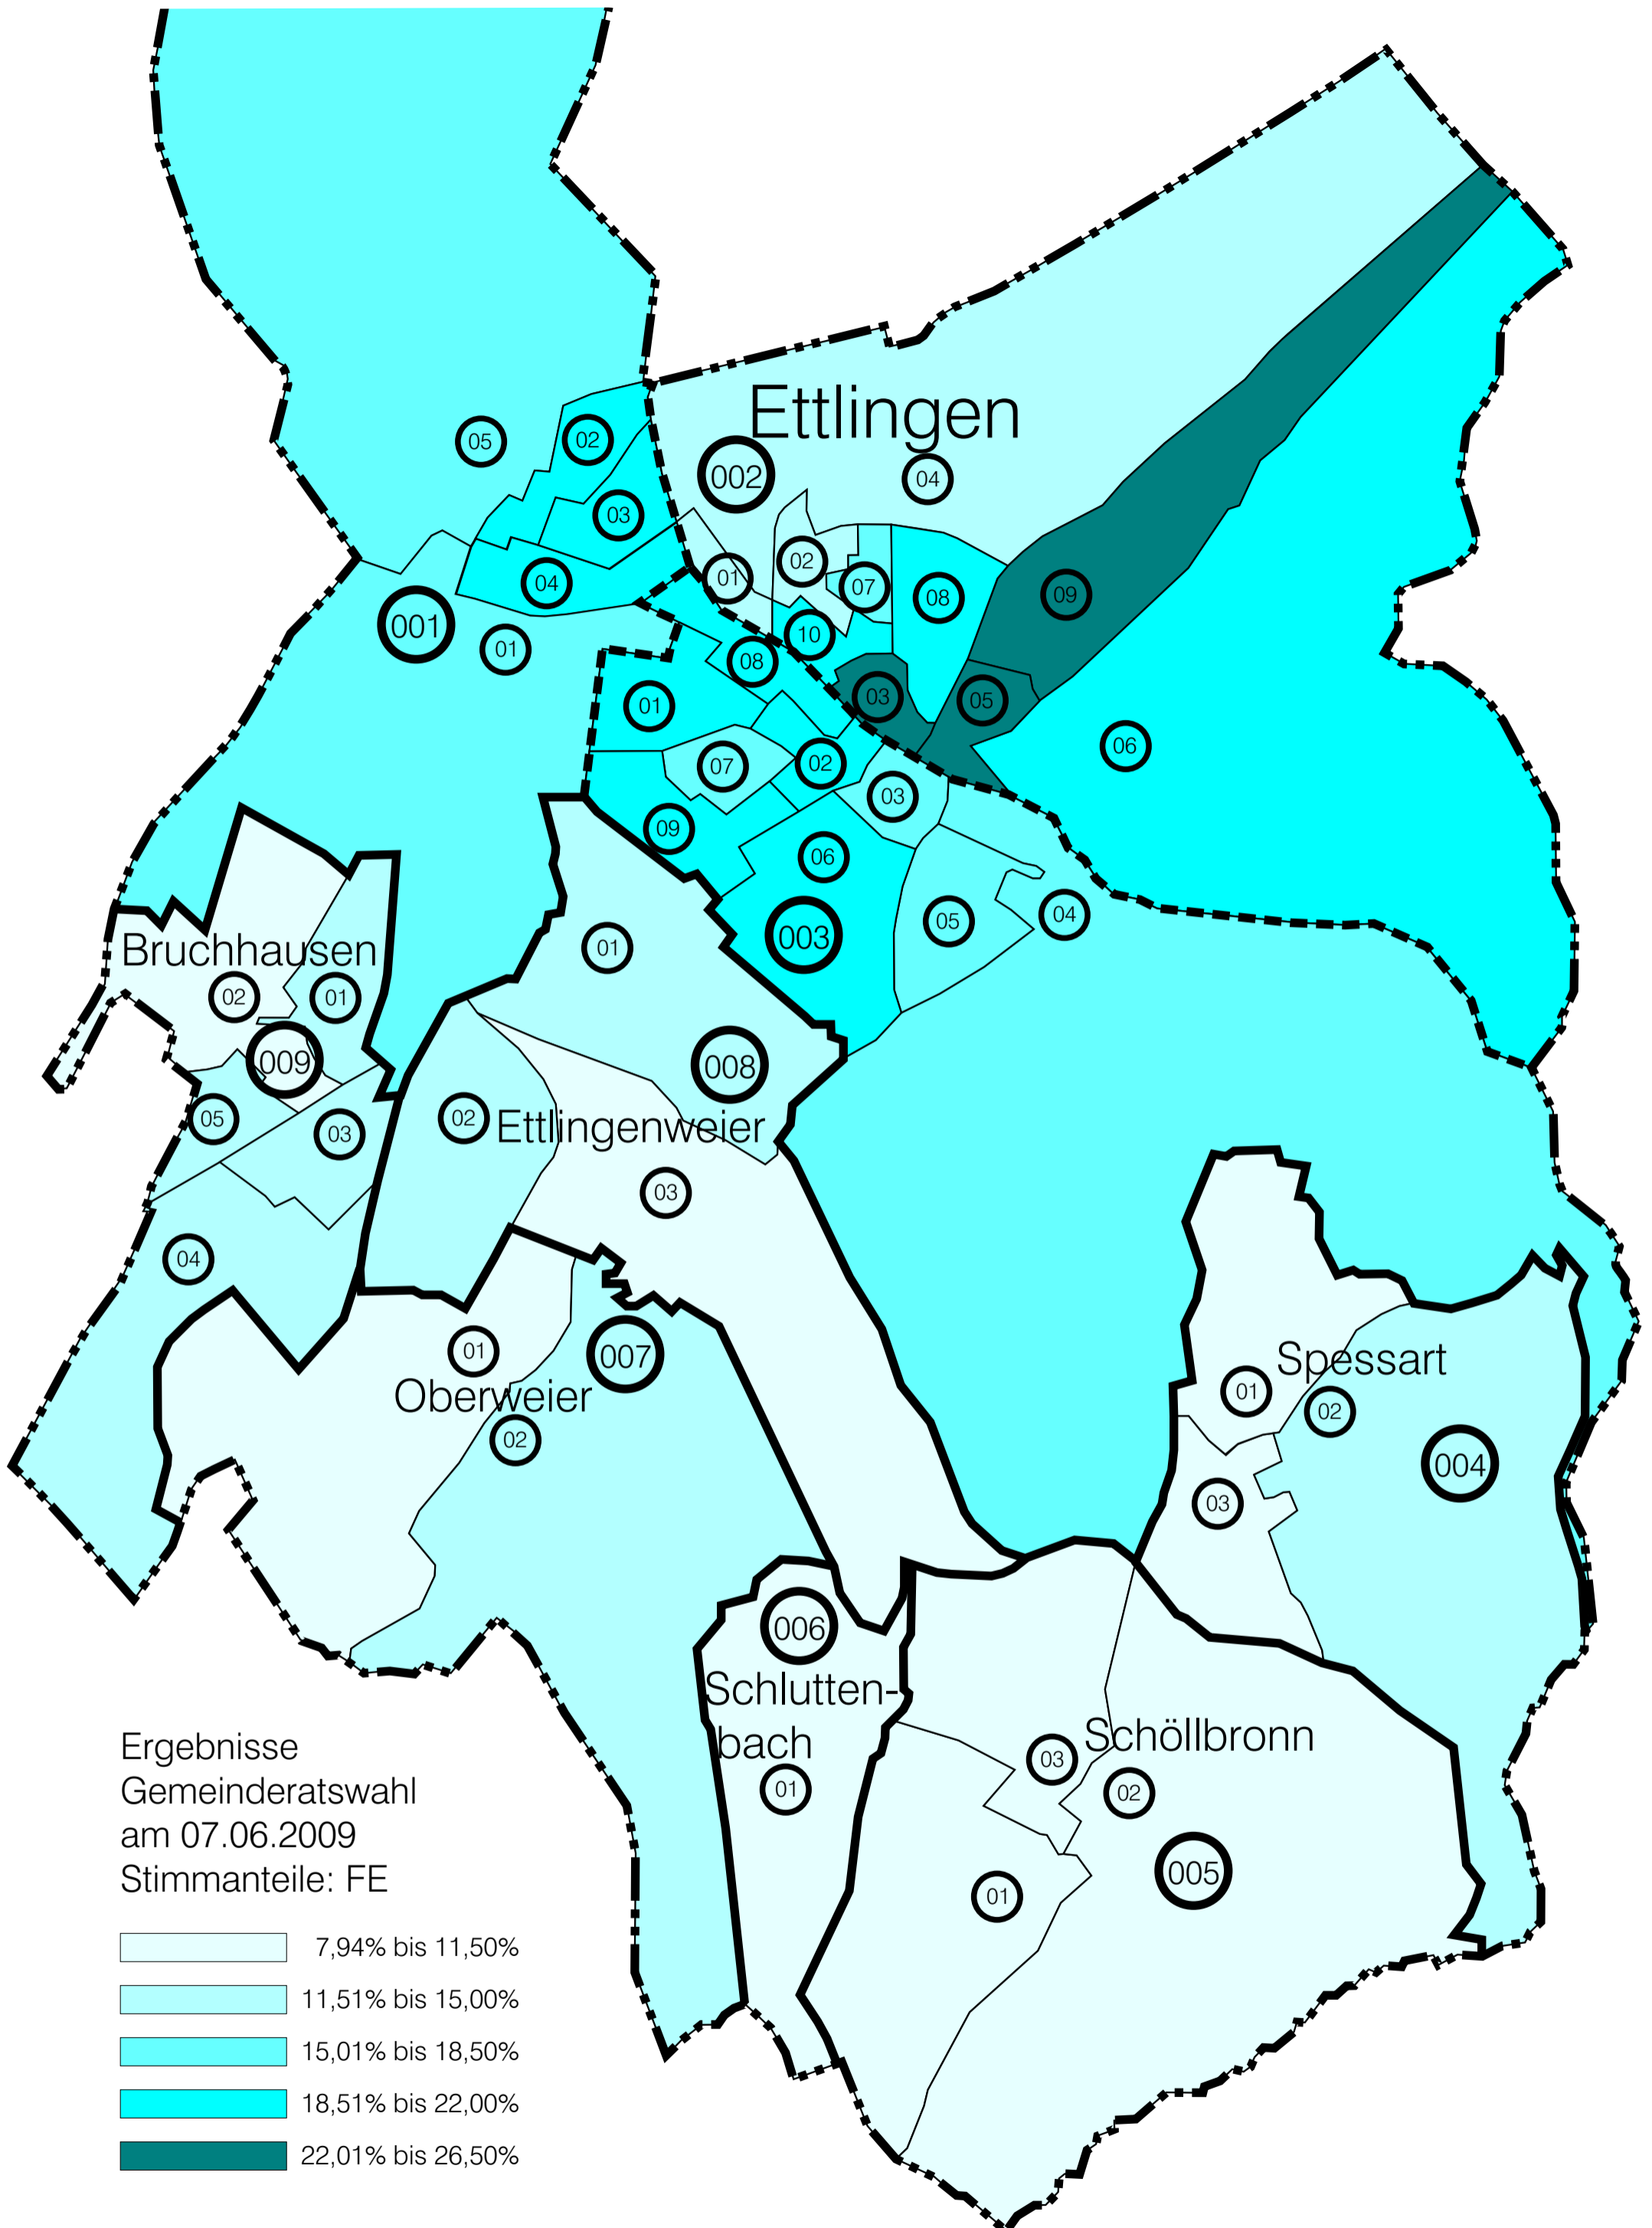 Ettlingen
05
02
002
04
03
02
01
07
04
08
09
001
10
01
08
03
05
01
06
02
07
03
09
06
04
05
003
01
Bruchhausen
02
01
009
008
02
05
Ettlingenweier
03
03
04
01
007
Spessart
01
Oberweier
02
02
004
03
006
Schlutten-
bach
Schöllbronn
03
01
02
005
01
Ergebnisse
Gemeinderatswahl
am 07.06.2009
Stimmanteile: FE
7,94% bis 11,50%
11,51% bis 15,00%
15,01% bis 18,50%
18,51% bis 22,00%
22,01% bis 26,50%